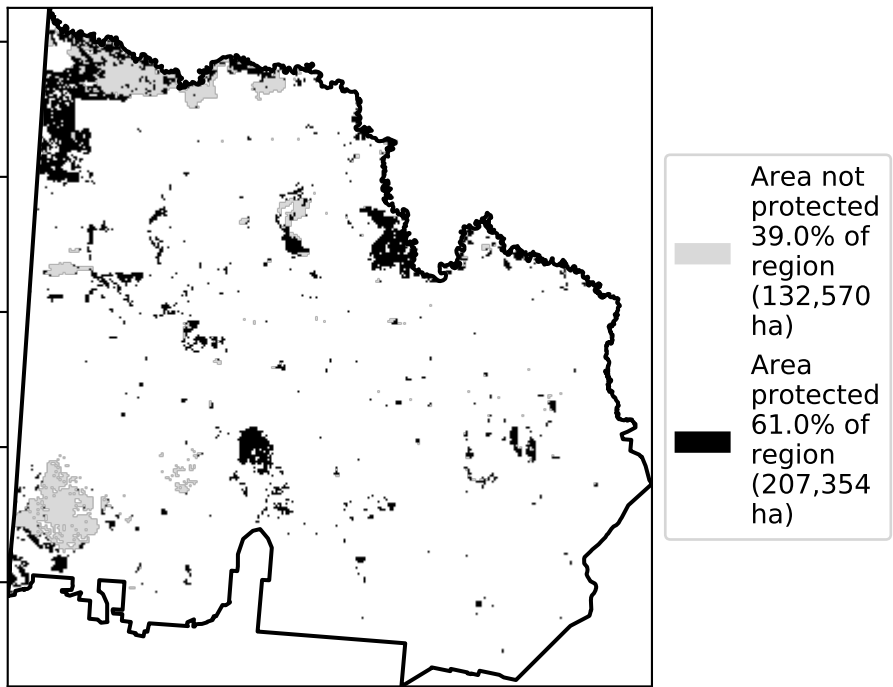 Area not
protected
39.0% of
region
(132,570
ha)
Area
protected
61.0% of
region
(207,354
ha)